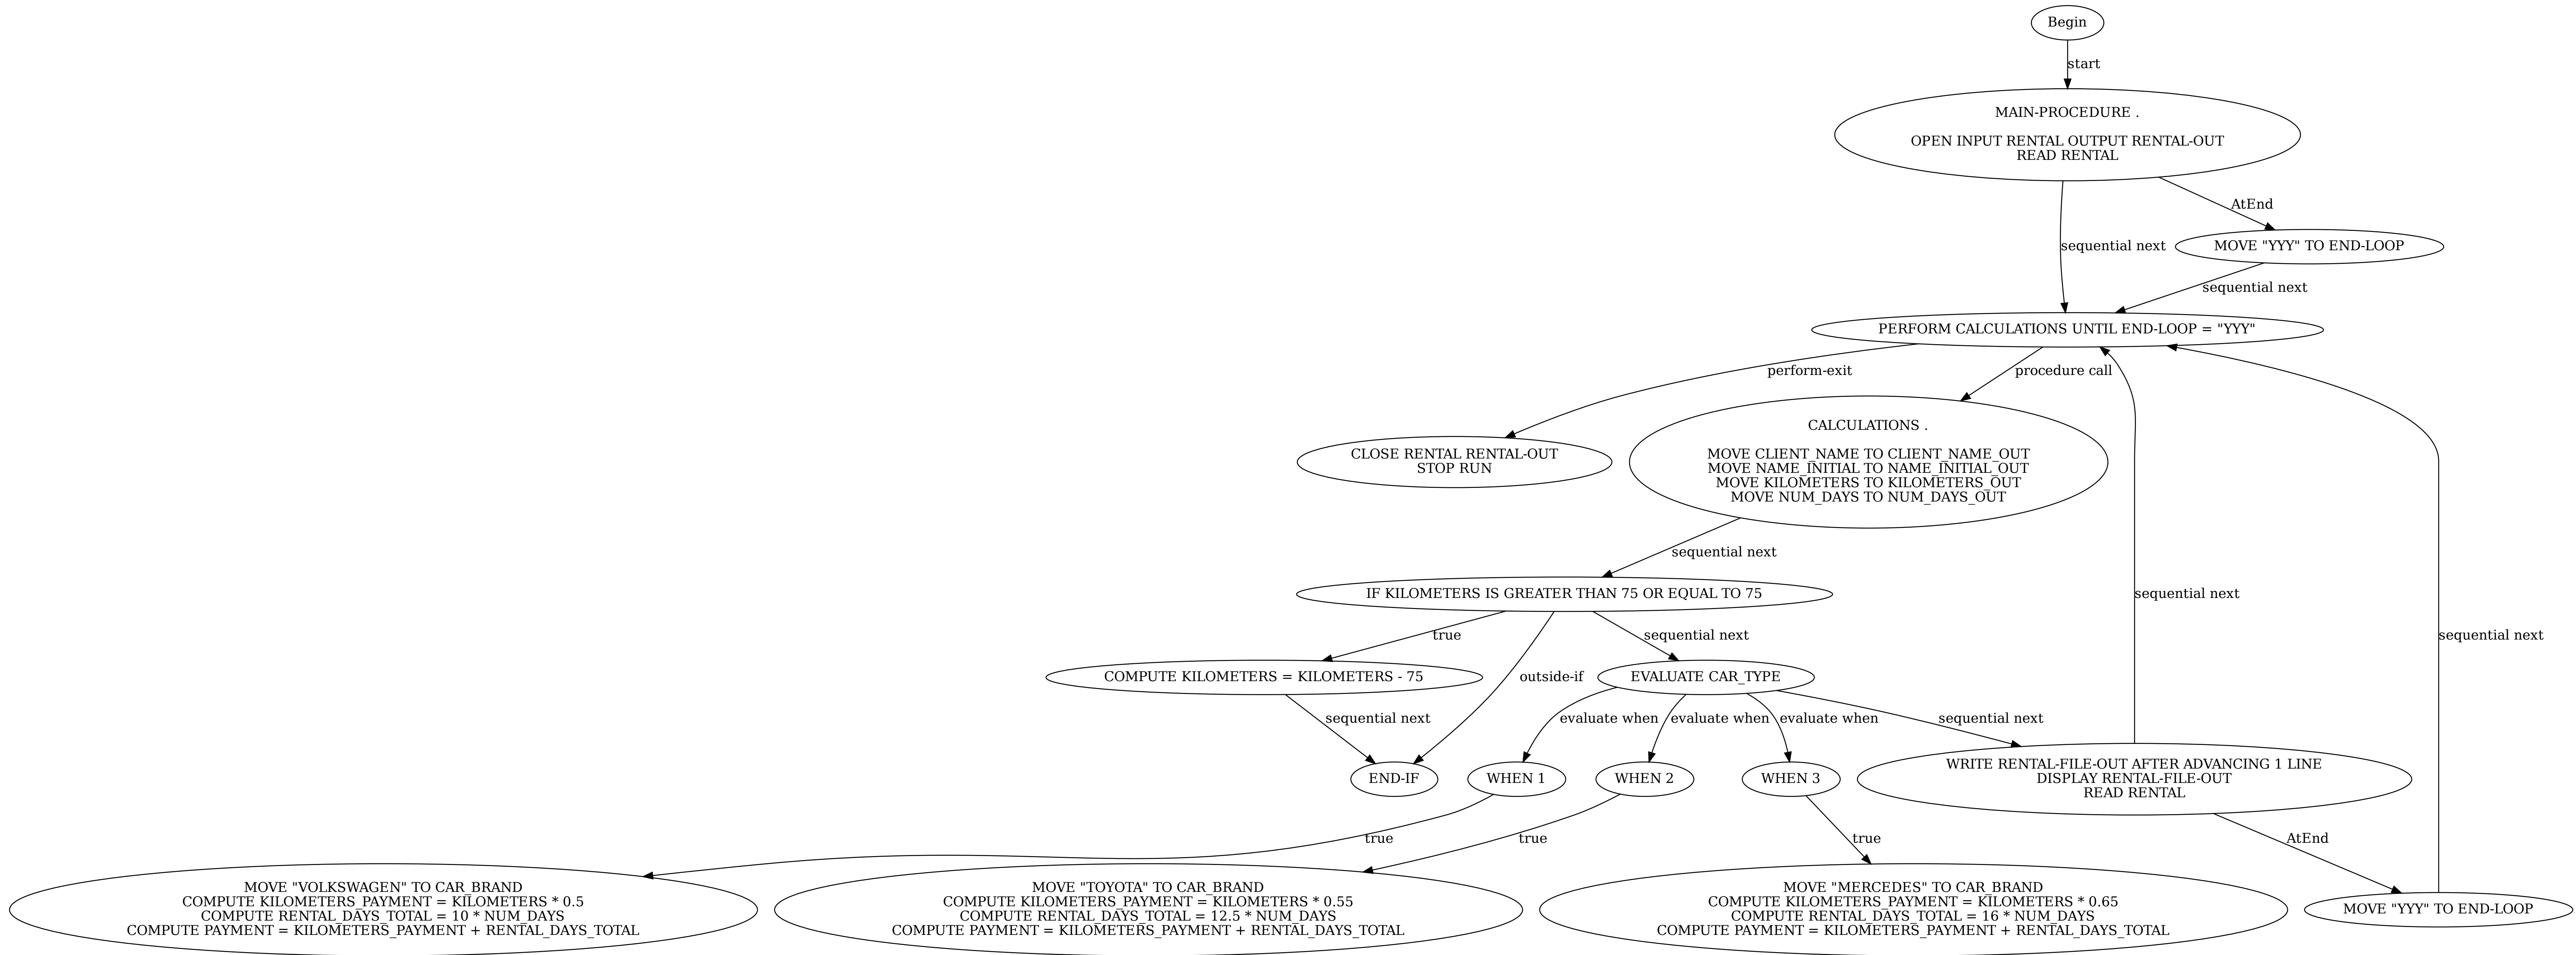 Begin
start
MAIN-PROCEDURE .
OPEN INPUT RENTAL OUTPUT RENTAL-OUT
READ RENTAL
AtEnd
sequential next
MOVE "YYY" TO END-LOOP
sequential next
PERFORM CALCULATIONS UNTIL END-LOOP = "YYY"
perform-exit
procedure call
CLOSE RENTAL RENTAL-OUT
STOP RUN
CALCULATIONS .
MOVE CLIENT_NAME TO CLIENT_NAME_OUT
MOVE NAME_INITIAL TO NAME_INITIAL_OUT
MOVE KILOMETERS TO KILOMETERS_OUT
MOVE NUM_DAYS TO NUM_DAYS_OUT
sequential next
IF KILOMETERS IS GREATER THAN 75 OR EQUAL TO 75
sequential next
true
sequential next
sequential next
COMPUTE KILOMETERS = KILOMETERS - 75
outside-if
EVALUATE CAR_TYPE
sequential next
evaluate when
evaluate when
evaluate when
sequential next
END-IF
WHEN 1
WHEN 2
WHEN 3
WRITE RENTAL-FILE-OUT AFTER ADVANCING 1 LINE
DISPLAY RENTAL-FILE-OUT
READ RENTAL
true
true
true
AtEnd
MOVE "VOLKSWAGEN" TO CAR_BRAND
COMPUTE KILOMETERS_PAYMENT = KILOMETERS * 0.5
COMPUTE RENTAL_DAYS_TOTAL = 10 * NUM_DAYS
COMPUTE PAYMENT = KILOMETERS_PAYMENT + RENTAL_DAYS_TOTAL
MOVE "TOYOTA" TO CAR_BRAND
COMPUTE KILOMETERS_PAYMENT = KILOMETERS * 0.55
COMPUTE RENTAL_DAYS_TOTAL = 12.5 * NUM_DAYS
COMPUTE PAYMENT = KILOMETERS_PAYMENT + RENTAL_DAYS_TOTAL
MOVE "MERCEDES" TO CAR_BRAND
COMPUTE KILOMETERS_PAYMENT = KILOMETERS * 0.65
COMPUTE RENTAL_DAYS_TOTAL = 16 * NUM_DAYS
COMPUTE PAYMENT = KILOMETERS_PAYMENT + RENTAL_DAYS_TOTAL
MOVE "YYY" TO END-LOOP